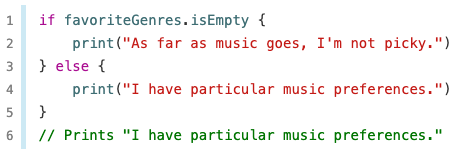 1 if favoriteGenres.isEmpty {
2     print("As far as music goes, I'm not picky.")
3 } else {
4     print("I have particular music preferences.")
5 }
6 // Prints "I have particular music preferences."